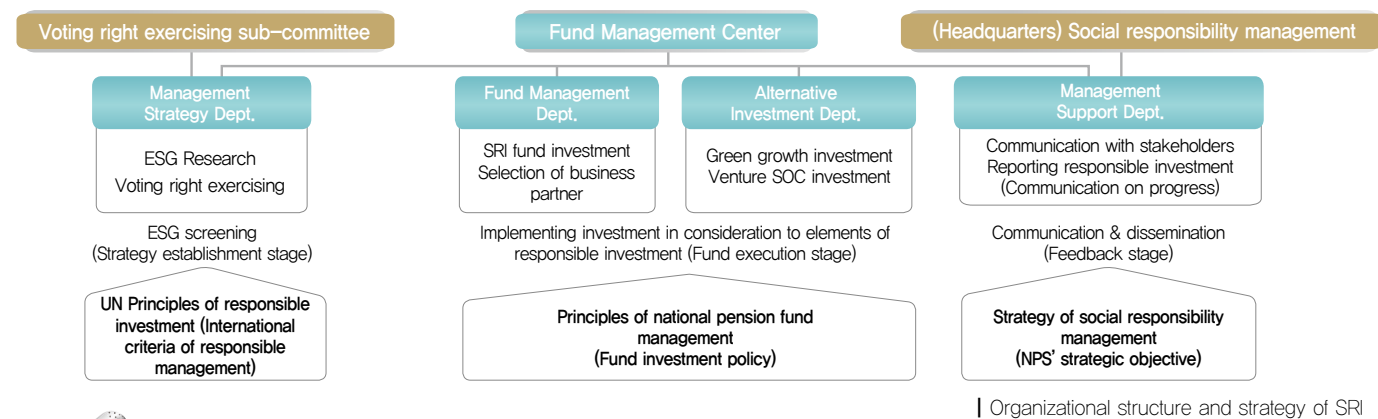 Voting right exercising sub-committee
Fund Management Center
(Headquarters) Social responsibility management
Management
Strategy Dept.
ESG Research
Voting right exercising
Fund Management
Dept.
SRI fund investment
Selection of business
partner
Alternative
Investment Dept.
Green growth investment
Venture SOC investment
Management
Support Dept.
Communication with stakeholders
Reporting responsible investment
(Communication on progress)
ESG screening
(Strategy establishment stage)
Implementing investment in consideration to elements of
responsible investment (Fund execution stage)
Communication & dissemination
(Feedback stage)
UN Principles of responsible
investment (International
criteria of responsible
management)
Principles of national pension fund
management
(Fund investment policy)
Strategy of social responsibility
management
(NPS' strategic objective)
| Organizational structure and strategy of SRI